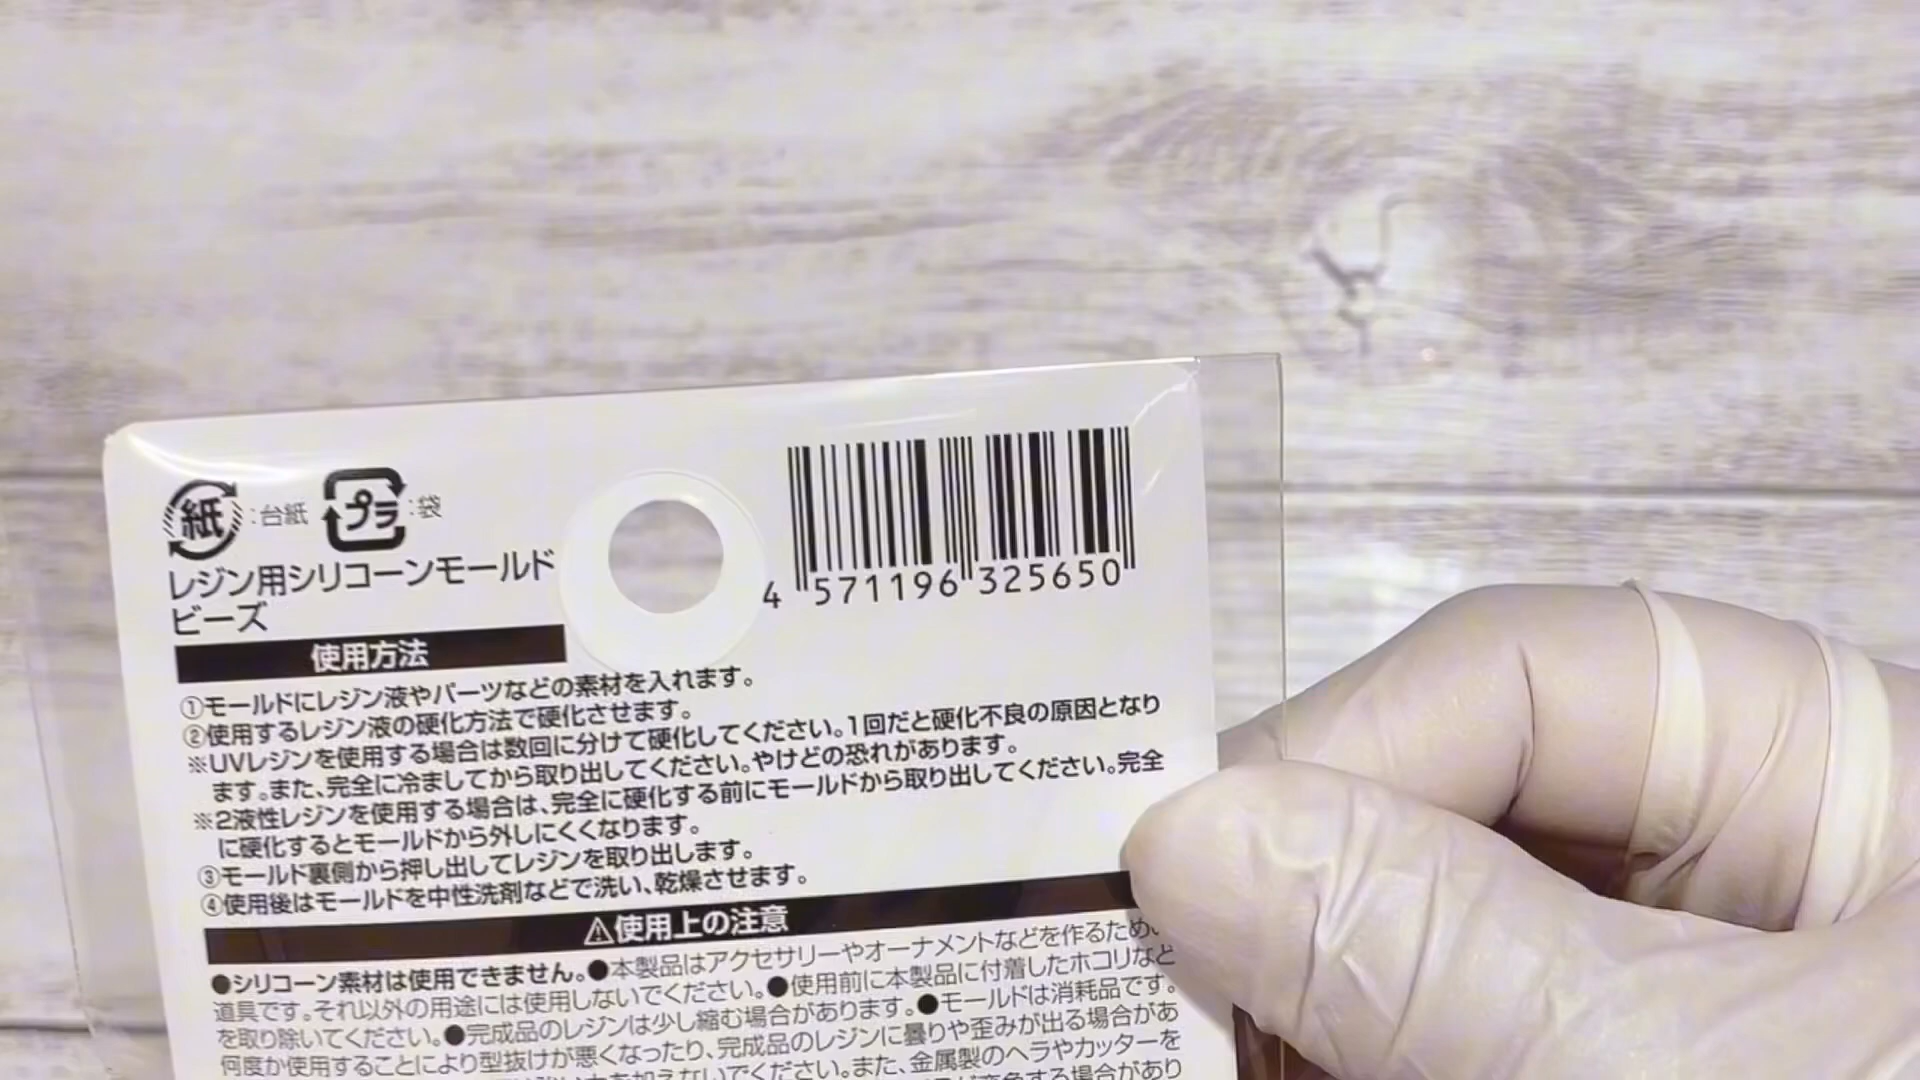 紙:台紙 プラ:袋
レジン用シリコーンモールド
ビーズ
4 571196 325650
使用方法
①モールドにレジン液やパーツなどの素材を入れます。
②使用するレジン液の硬化方法で硬化させます。
※UVレジンを使用する場合は数回に分けて硬化してください。1回だと硬化不良の原因となり
ます。また、完全に冷ましてから取り出してください。やけどの恐れがあります。
※2液性レジンを使用する場合は、完全に硬化する前にモールドから取り出してください。完全
に硬化するとモールドから外しにくくなります。
③モールド裏側から押し出してレジンを取り出します。
④使用後はモールドを中性洗剤などで洗い、乾燥させます。
⚠使用上の注意
●シリコーン素材は使用できません。●本製品はアクセサリーやオーナメントなどを作るための
道具です。それ以外の用途には使用しないでください。●使用前に本製品に付着したホコリなど
を取り除いてください。●完成品のレジンは少し縮む場合があります。●モールドは消耗品です。
何度か使用することにより型抜けが悪くなったり、完成品のレジンに曇りや歪みが出る場合があ
力を加えないでください。また、金属製のヘラやカッターを
変色する場合があり